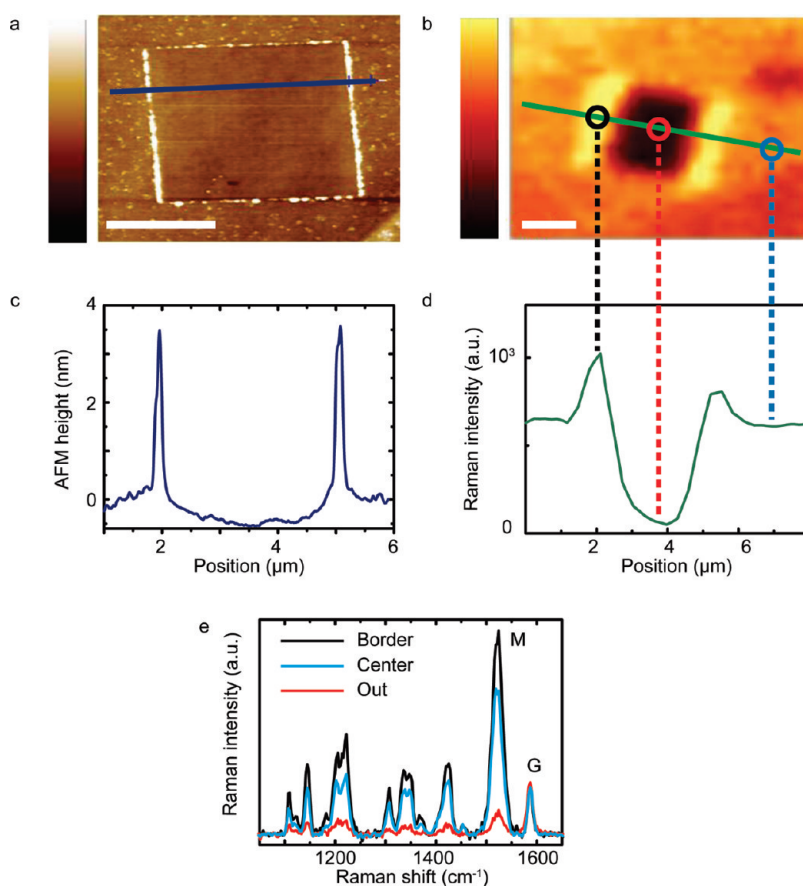 a
b
c
4
2
0
AFM height (nm)
2
4
6
Position (µm)
d
10³
0
Raman intensity (a.u.)
2
4
6
Position (µm)
e
Border
Center
Out
M
G
Raman intensity (a.u.)
1200
1400
1600
Raman shift (cm⁻¹)